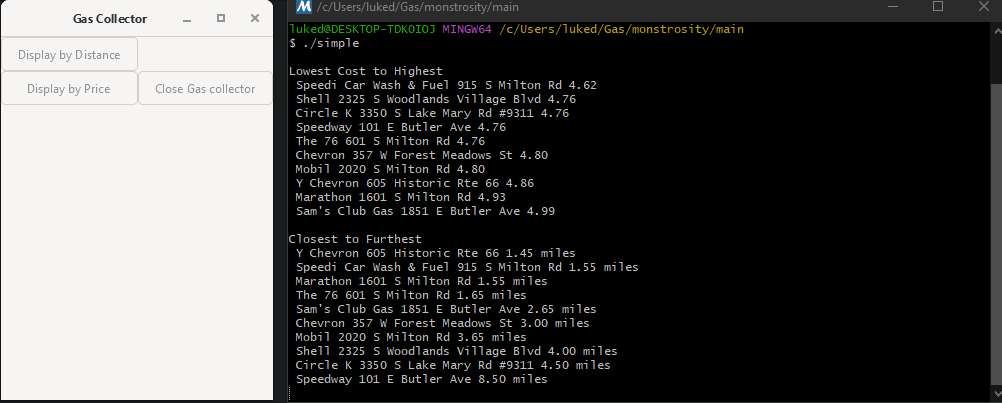 Gas Collector
Display by Distance
Display by Price
Close Gas collector
M /c/Users/luked/Gas/monstrosity/main
luked@DESKTOP-TDKOIOJ MINGW64 /c/Users/luked/Gas/monstrosity/main
$ ./simple
Lowest Cost to Highest
Speedi Car Wash & Fuel 915 S Milton Rd 4.62
Shell 2325 S Woodlands Village Blvd 4.76
Circle K 3350 S Lake Mary Rd #9311 4.76
Speedway 101 E Butler Ave 4.76
The 76 601 S Milton Rd 4.76
Chevron 357 W Forest Meadows St 4.80
Mobil 2020 S Milton Rd 4.80
Y Chevron 605 Historic Rte 66 4.86
Marathon 1601 S Milton Rd 4.93
Sam's Club Gas 1851 E Butler Ave 4.99
Closest to Furthest
Y Chevron 605 Historic Rte 66 1.45 miles
Speedi Car Wash & Fuel 915 S Milton Rd 1.55 miles
Marathon 1601 S Milton Rd 1.55 miles
The 76 601 S Milton Rd 1.65 miles
Sam's Club Gas 1851 E Butler Ave 2.65 miles
Chevron 357 W Forest Meadows St 3.00 miles
Mobil 2020 S Milton Rd 3.65 miles
Shell 2325 S Woodlands Village Blvd 4.00 miles
Circle K 3350 S Lake Mary Rd #9311 4.50 miles
Speedway 101 E Butler Ave 8.50 miles